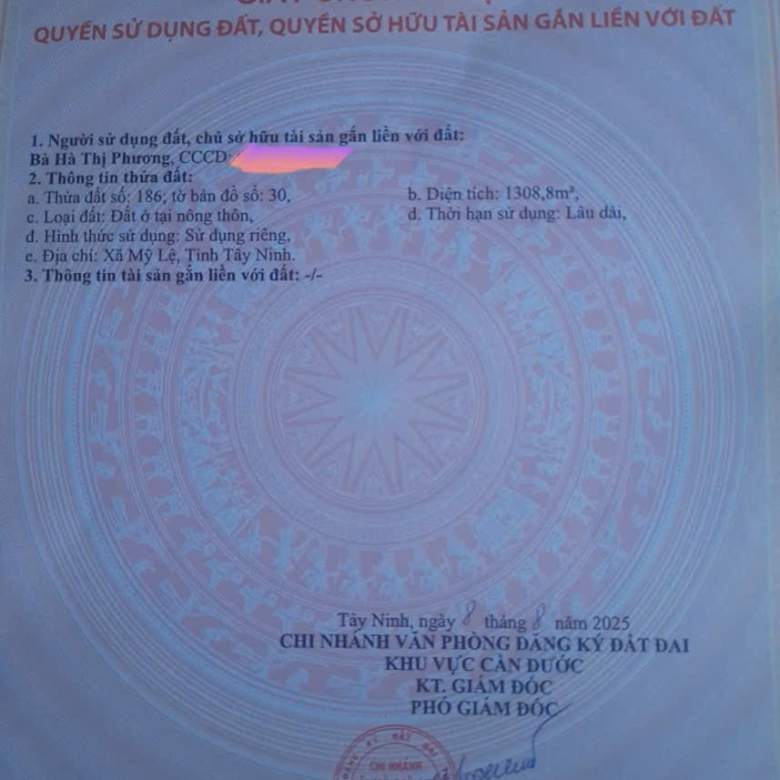 QUYỀN SỬ DỤNG ĐẤT, QUYỀN SỞ HỮU TÀI SẢN GẮN LIỀN VỚI ĐẤT
1. Người sử dụng đất, chủ sở hữu tài sản gắn liền với đất:
Bà Hà Thị Phương, CCCD:
2. Thông tin thửa đất:
a. Thửa đất số: 186; tờ bản đồ số: 30, b. Diện tích: 1308,8m²,
c. Loại đất: Đất ở tại nông thôn, d. Thời hạn sử dụng: Lâu dài,
đ. Hình thức sử dụng: Sử dụng riêng,
e. Địa chỉ: Xã Mỹ Lệ, Tỉnh Tây Ninh.
3. Thông tin tài sản gắn liền với đất: -/-
Tây Ninh, ngày 8 tháng 8 năm 2025
CHI NHÁNH VĂN PHÒNG ĐĂNG KÝ ĐẤT ĐAI
KHU VỰC CẦN ĐƯỚC
KT. GIÁM ĐỐC
PHÓ GIÁM ĐỐC
CHI NHÁNH